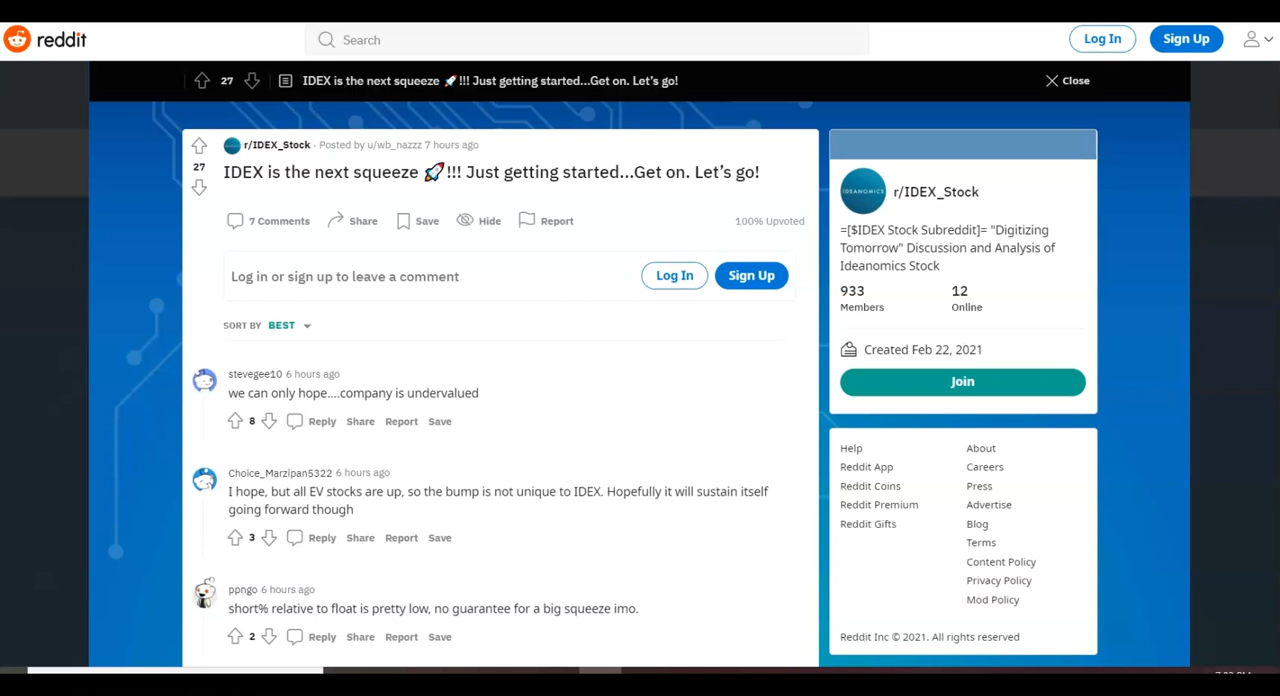 reddit
Search
Log In
Sign Up
27
IDEX is the next squeeze 🚀!!! Just getting started...Get on. Let's go!
Close
r/IDEX_Stock · Posted by u/wb_nazzz 7 hours ago
27
IDEX is the next squeeze 🚀!!! Just getting started...Get on. Let's go!
7 Comments Share Save Hide Report 100% Upvoted
Log in or sign up to leave a comment Log In Sign Up
SORT BY BEST
stevegee10 6 hours ago
we can only hope....company is undervalued
8 Reply Share Report Save
Choice_Marzipan5322 6 hours ago
I hope, but all EV stocks are up, so the bump is not unique to IDEX. Hopefully it will sustain itself
going forward though
3 Reply Share Report Save
ppngo 6 hours ago
short% relative to float is pretty low, no guarantee for a big squeeze imo.
2 Reply Share Report Save
IDEANOMICS
r/IDEX_Stock
=[$IDEX Stock Subreddit]= "Digitizing
Tomorrow" Discussion and Analysis of
Ideanomics Stock
933 12
Members Online
Created Feb 22, 2021
Join
Help About
Reddit App Careers
Reddit Coins Press
Reddit Premium Advertise
Reddit Gifts Blog
Terms
Content Policy
Privacy Policy
Mod Policy
Reddit Inc © 2021. All rights reserved